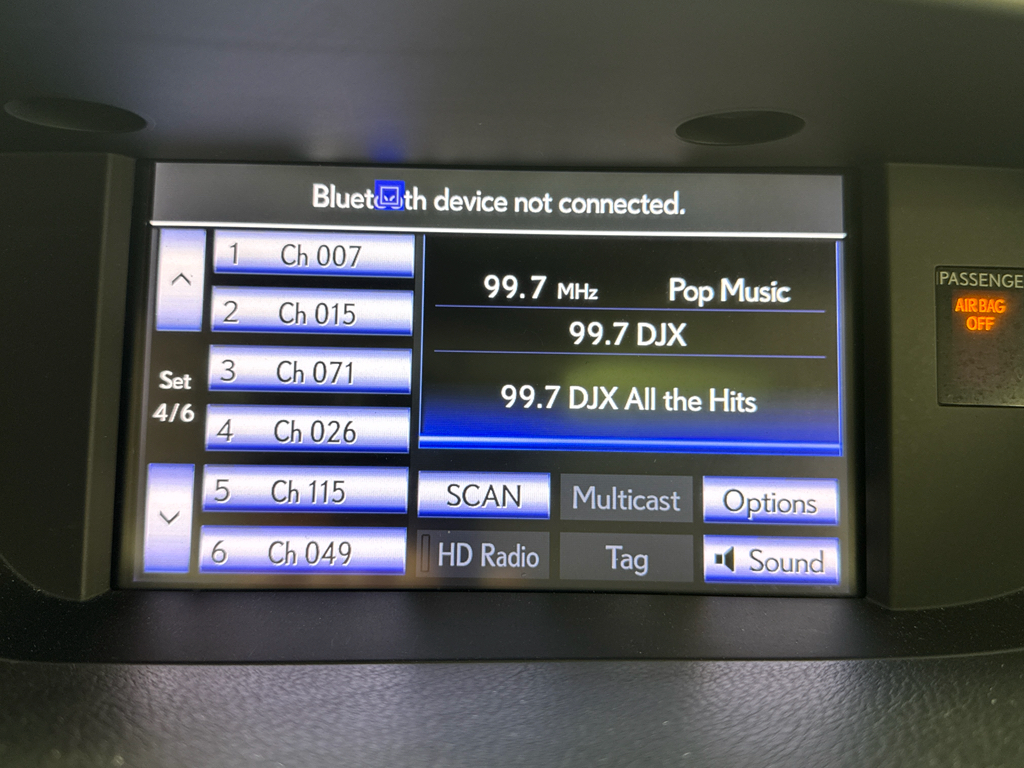 Bluetooth device not connected.
1 Ch 007
2 Ch 015
3 Ch 071
4 Ch 026
5 Ch 115
6 Ch 049
Set
4/6
99.7 MHz Pop Music
99.7 DJX
99.7 DJX All the Hits
SCAN Multicast Options
HD Radio Tag Sound
PASSENGE
AIR BAG
OFF